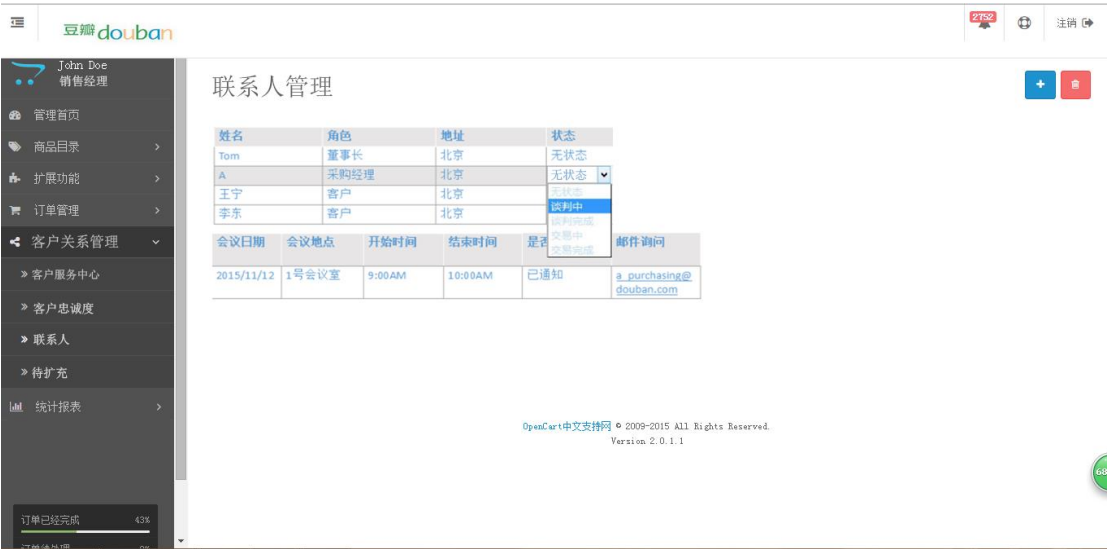 豆瓣douban
2752
注销
John Doe
销售经理
管理首页
商品目录
扩展功能
订单管理
客户关系管理
客户服务中心
客户忠诚度
联系人
待扩充
统计报表
订单已经完成 43%
联系人管理
姓名 角色 地址 状态
Tom 董事长 北京 无状态
A 采购经理 北京 无状态
王宁 客户 北京
李东 客户 北京
无状态
谈判中
谈判完成
交易中
交易完成
会议日期 会议地点 开始时间 结束时间 是否 邮件询问
2015/11/12 1号会议室 9:00AM 10:00AM 已通知 a_purchasing@
douban.com
OpenCart中文支持网 © 2009-2015 All Rights Reserved.
Version 2.0.1.1
68